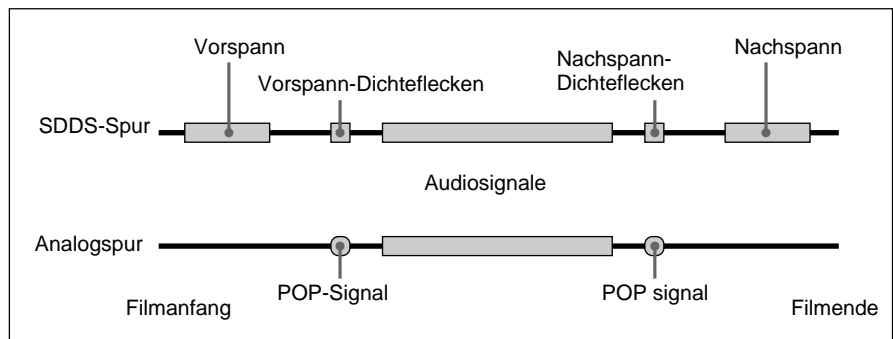 Vorspann
Nachspann
Vorspann-Dichteflecken
Nachspann-
Dichteflecken
SDDS-Spur
Audiosignale
Analogspur
POP-Signal
POP signal
Filmanfang
Filmende